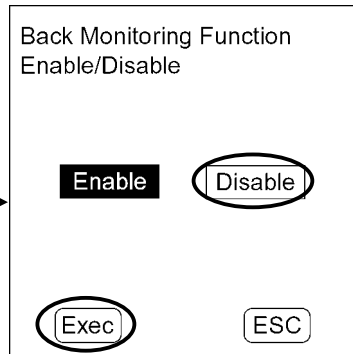 Back Monitoring Function
Enable/Disable
Enable Disable
Exec ESC